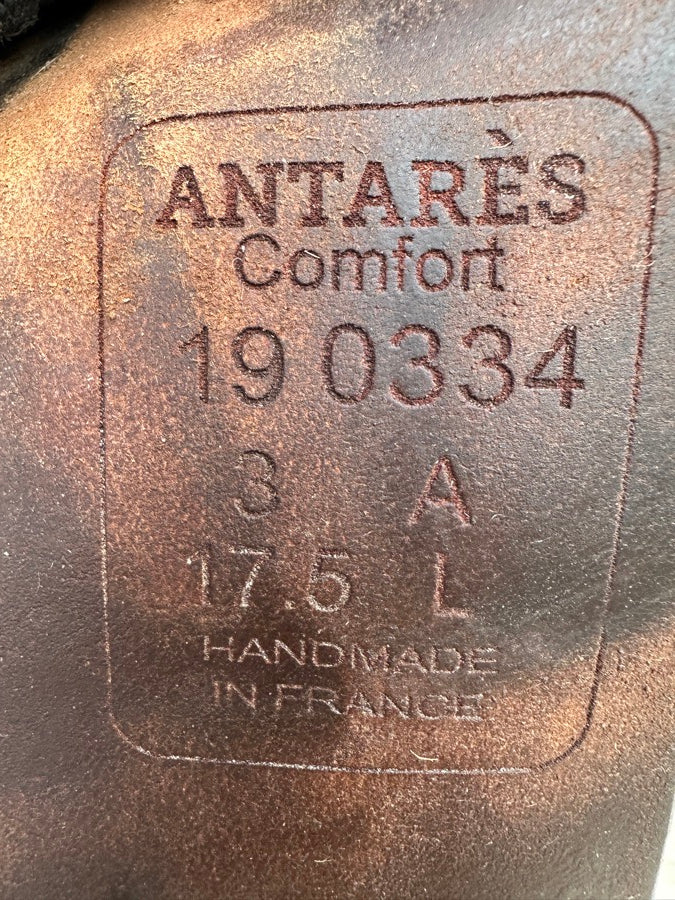 ANTARÈS
Comfort
19 0334
3 A
17.5 L
HANDMADE
IN FRANCE